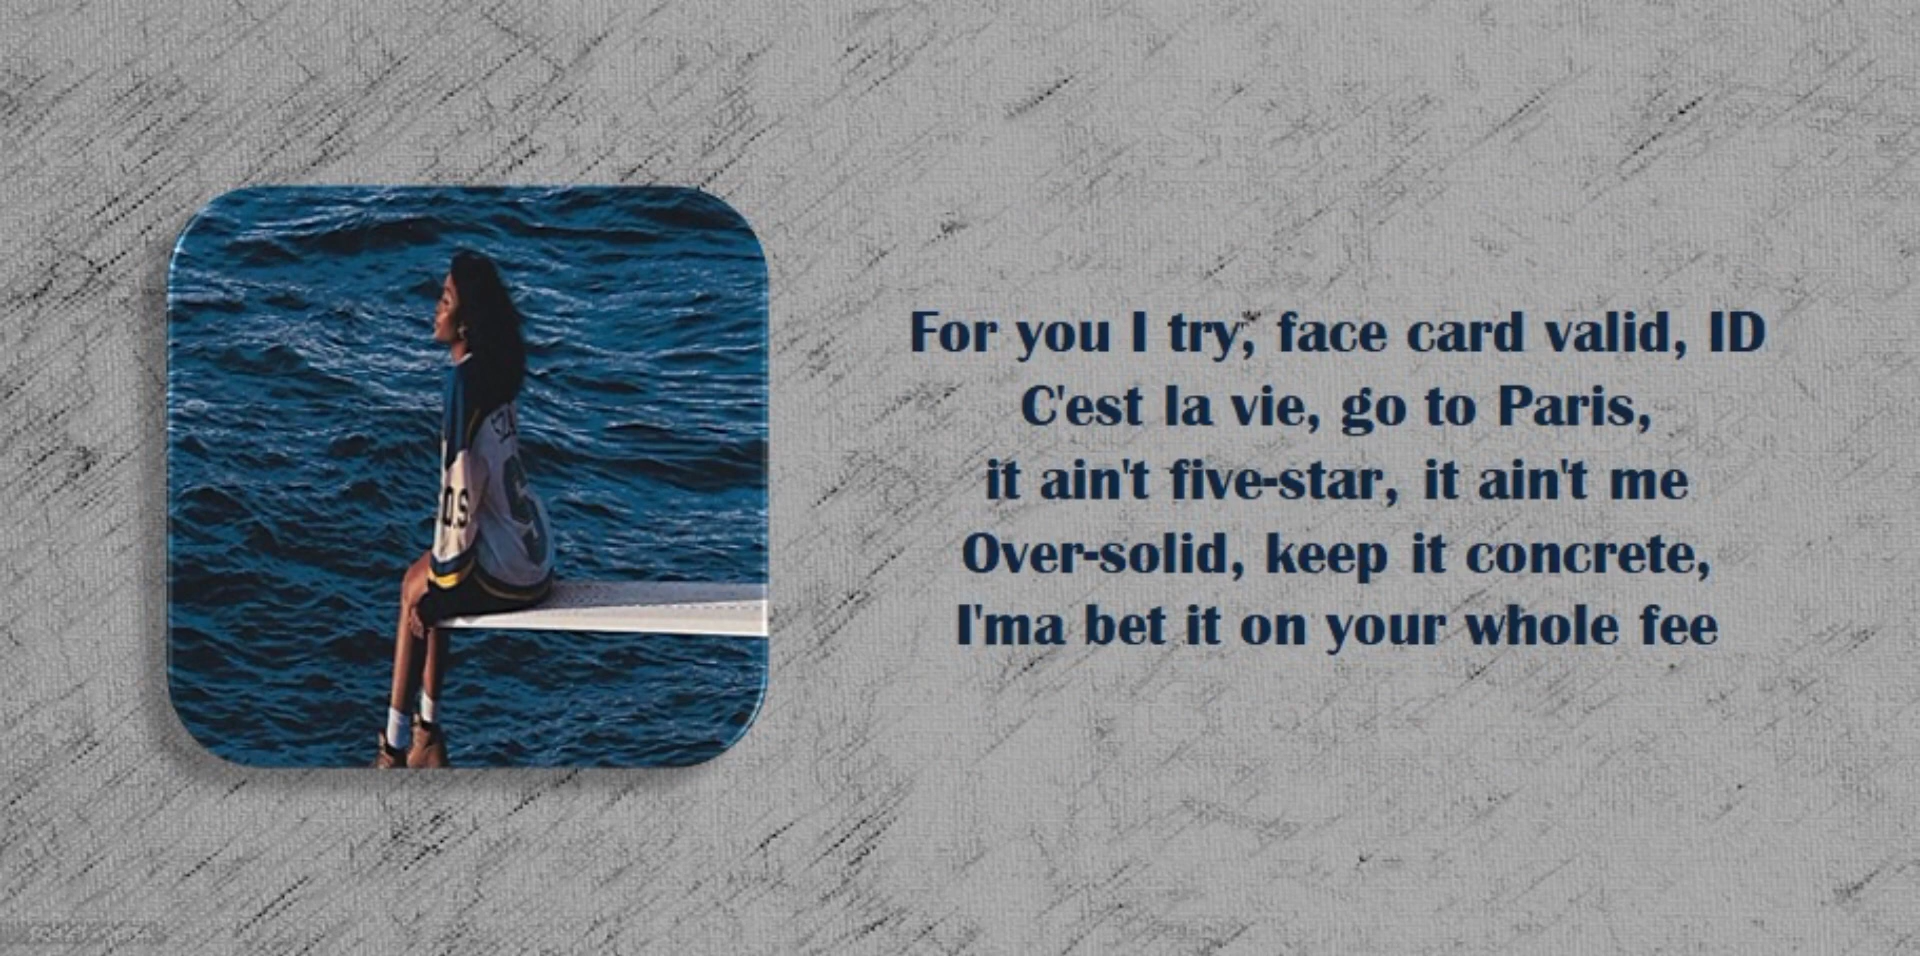 For you I try, face card valid, ID
C'est la vie, go to Paris,
it ain't five-star, it ain't me
Over-solid, keep it concrete,
I'ma bet it on your whole fee